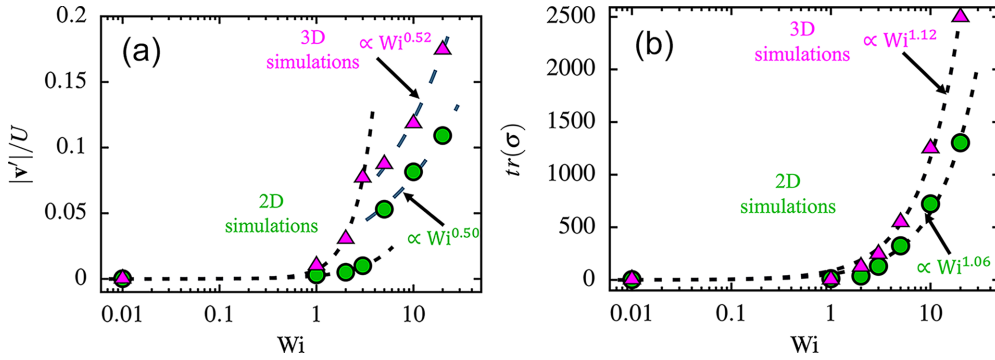 (a)
0.2
0.15
0.1
0.05
0
|v′|/U
3D
simulations
∝ Wi^0.52
2D
simulations
∝ Wi^0.50
0.01
0.1
1
10
Wi
(b)
2500
2000
1500
1000
500
0
tr(σ)
3D
simulations
∝ Wi^1.12
2D
simulations
∝ Wi^1.06
0.01
0.1
1
10
Wi